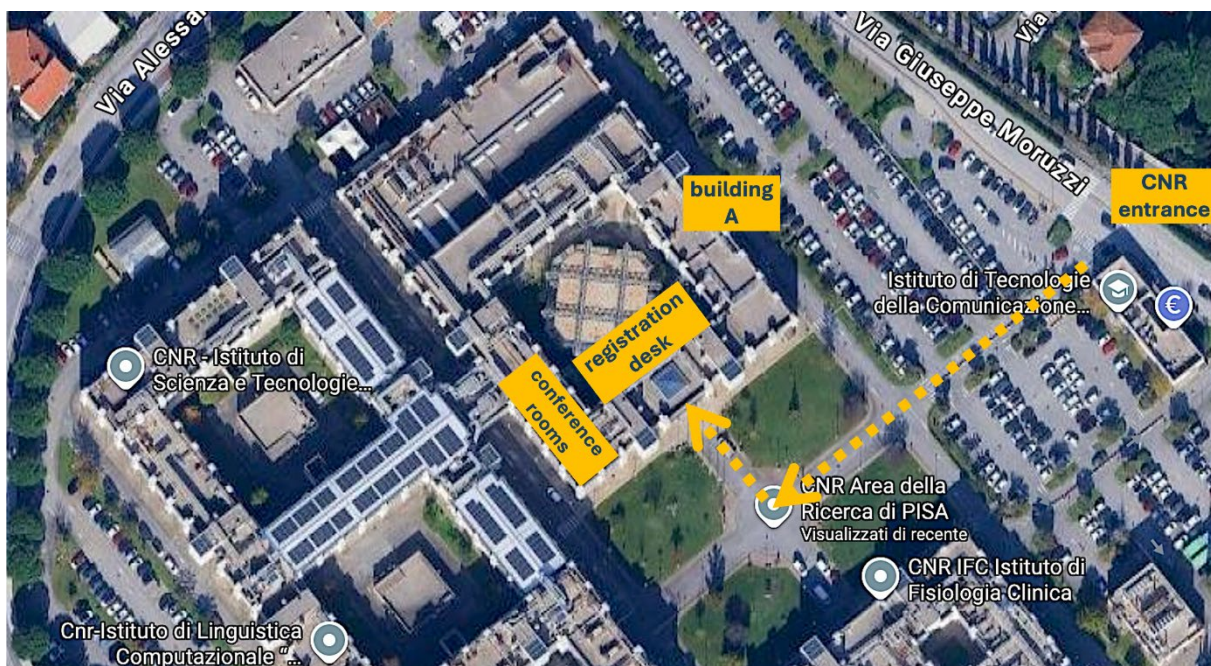 Via Alessa
Via Giuseppe Moruzzi
Via
CNR
entrance
building
A
Istituto di Tecnologie
della Comunicazione...
€
registration
desk
CNR - Istituto di
Scienza e Tecnologie...
conference
rooms
CNR Area della
Ricerca di PISA
Visualizzati di recente
CNR IFC Istituto di
Fisiologia Clinica
Cnr-Istituto di Linguistica
Computazionale “...